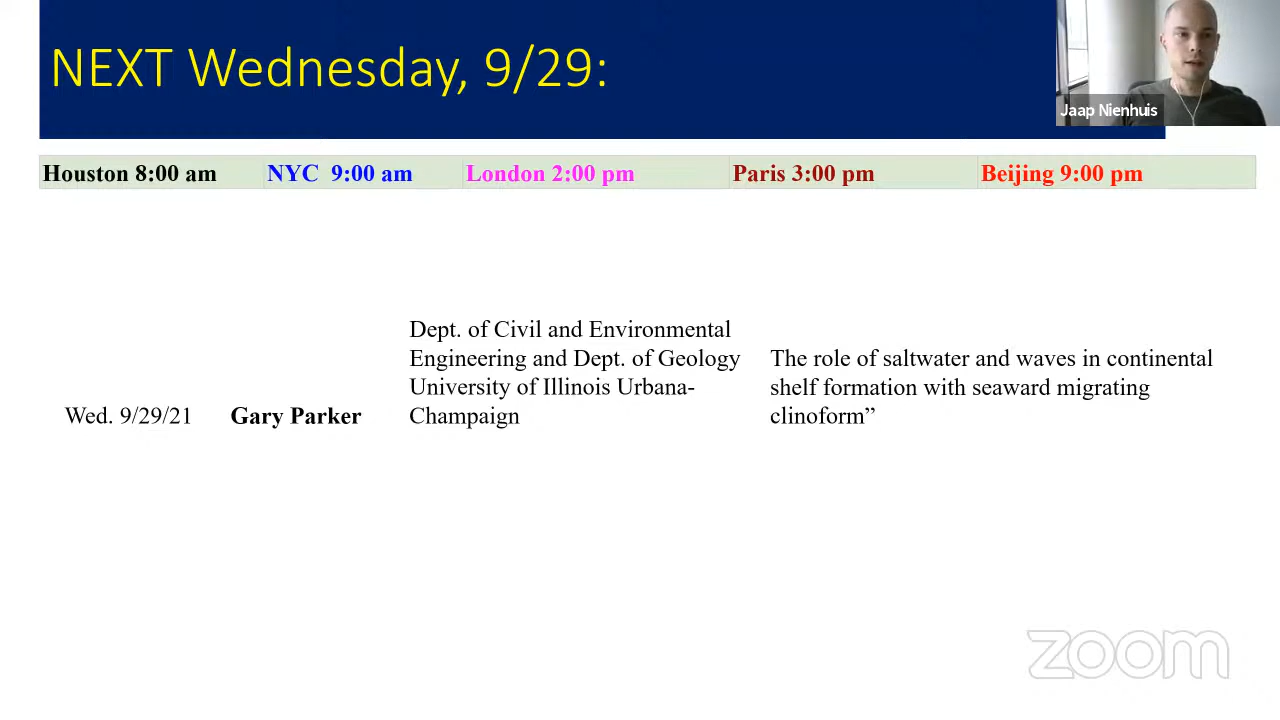 NEXT Wednesday, 9/29:
Jaap Nienhuis
Houston 8:00 am NYC 9:00 am London 2:00 pm Paris 3:00 pm Beijing 9:00 pm
Dept. of Civil and Environmental
Engineering and Dept. of Geology
University of Illinois Urbana-
Champaign
The role of saltwater and waves in continental
shelf formation with seaward migrating
clinoform”
Wed. 9/29/21
Gary Parker
zoom